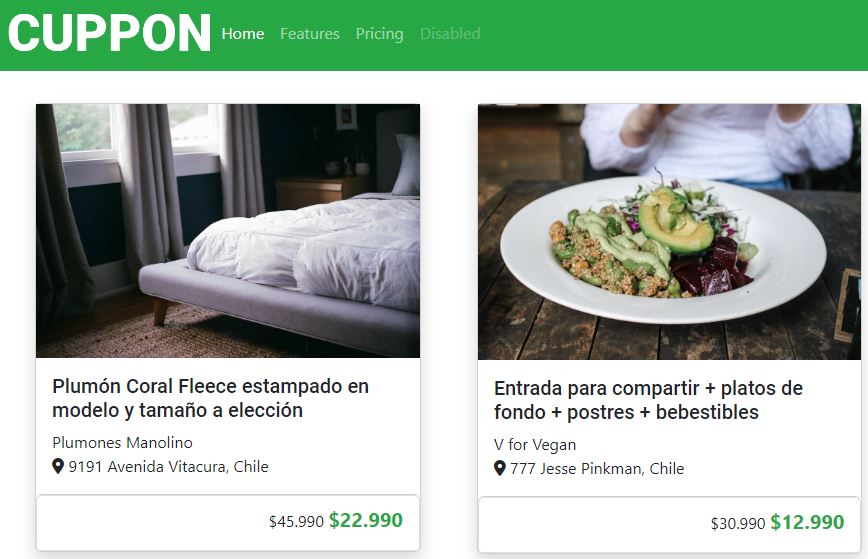 CUPPON Home Features Pricing Disabled
Plumón Coral Fleece estampado en
modelo y tamaño a elección
Plumones Manolino
9191 Avenida Vitacura, Chile
$45.990 $22.990
Entrada para compartir + platos de
fondo + postres + bebestibles
V for Vegan
777 Jesse Pinkman, Chile
$30.990 $12.990